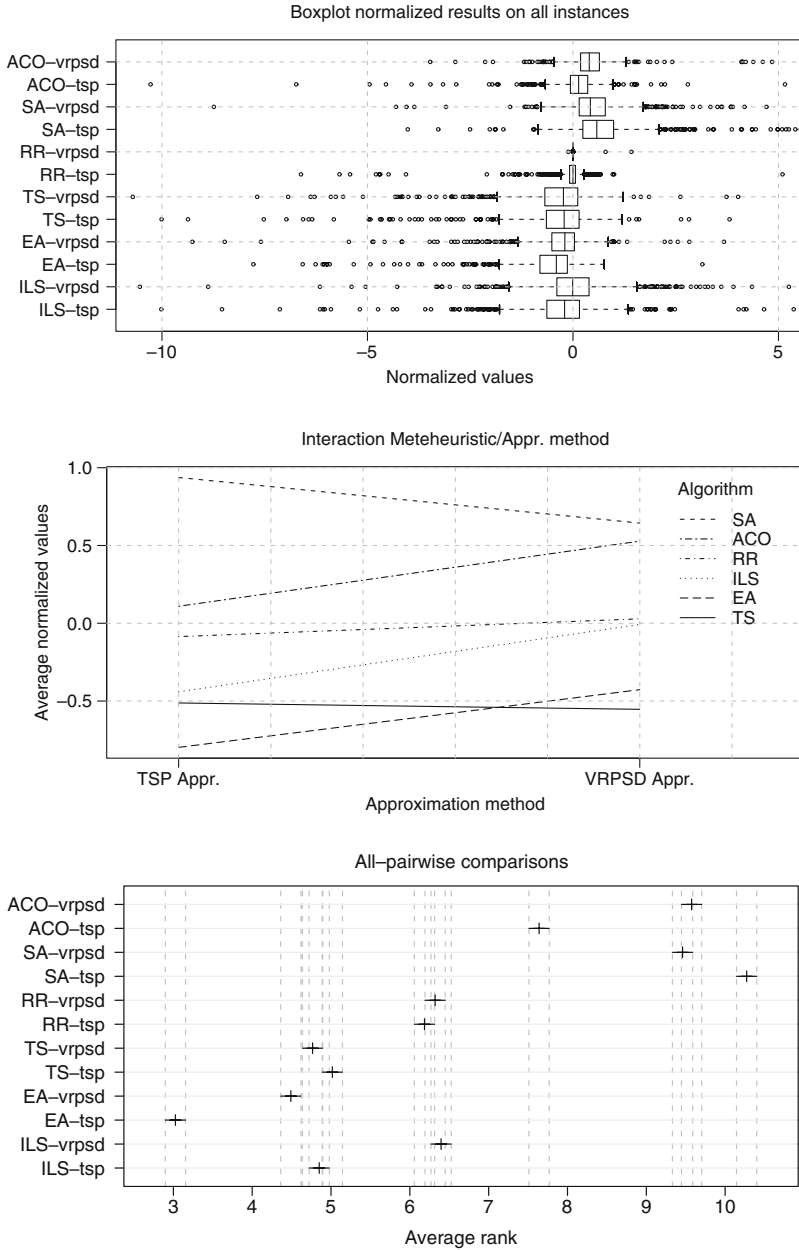 Boxplot normalized results on all instances
ACO–vrpsd
ACO–tsp
SA–vrpsd
SA–tsp
RR–vrpsd
RR–tsp
TS–vrpsd
TS–tsp
EA–vrpsd
EA–tsp
ILS–vrpsd
ILS–tsp
–10 –5 0 5
Normalized values
Interaction Meteheuristic/Appr. method
1.0
0.5
0.0
–0.5
Average normalized values
Algorithm
SA
ACO
RR
ILS
EA
TS
TSP Appr. VRPSD Appr.
Approximation method
All–pairwise comparisons
ACO–vrpsd
ACO–tsp
SA–vrpsd
SA–tsp
RR–vrpsd
RR–tsp
TS–vrpsd
TS–tsp
EA–vrpsd
EA–tsp
ILS–vrpsd
ILS–tsp
3 4 5 6 7 8 9 10
Average rank